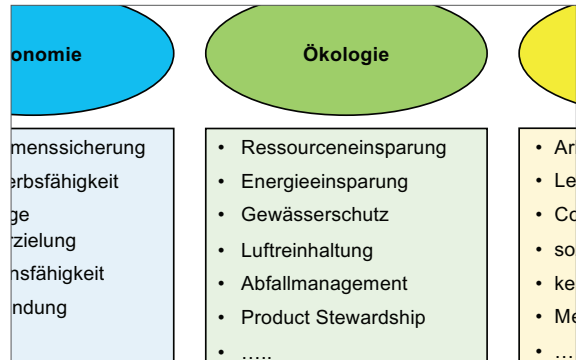 onomie
menssicherung
erbsfähigkeit
ge
rzielung
nsfähigkeit
ndung
Ökologie
• Ressourceneinsparung
• Energieeinsparung
• Gewässerschutz
• Luftreinhaltung
• Abfallmanagement
• Product Stewardship
• .....
• Ar
• Le
• Co
• so
• ke
• Me
• ...